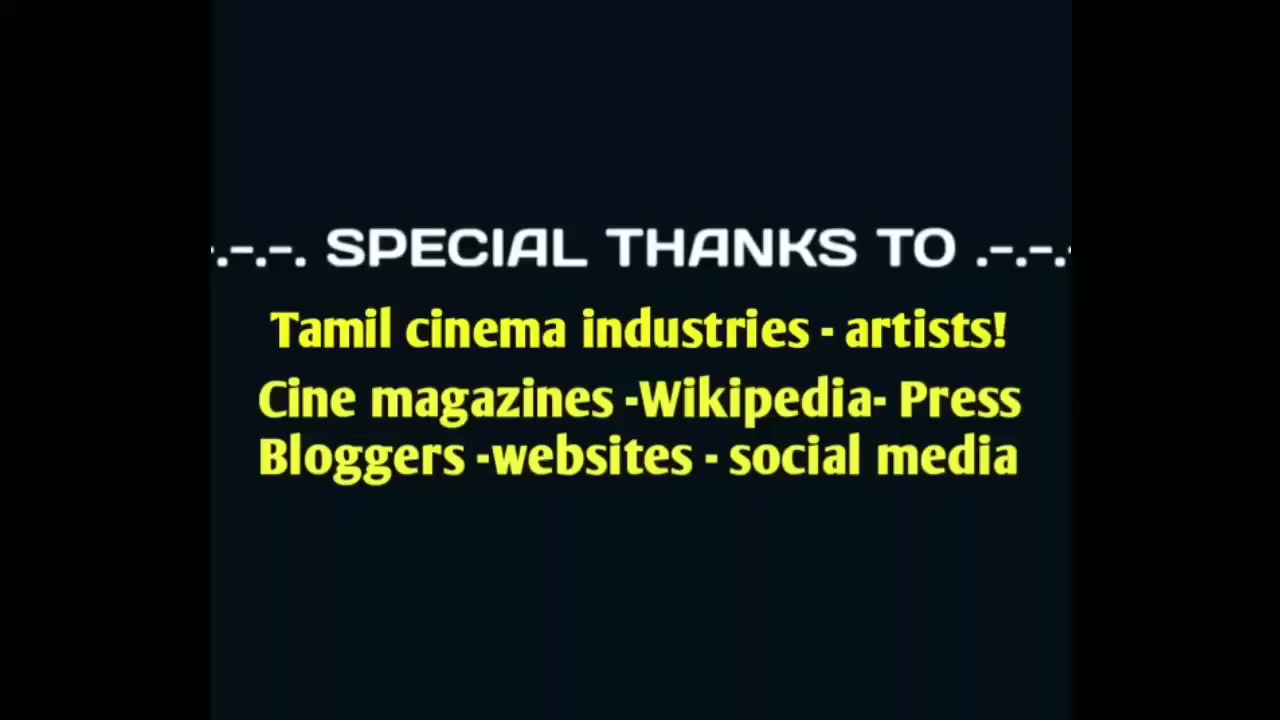 -.-.-. SPECIAL THANKS TO .-.-.-
Tamil cinema industries - artists!
Cine magazines -Wikipedia- Press
Bloggers -websites - social media